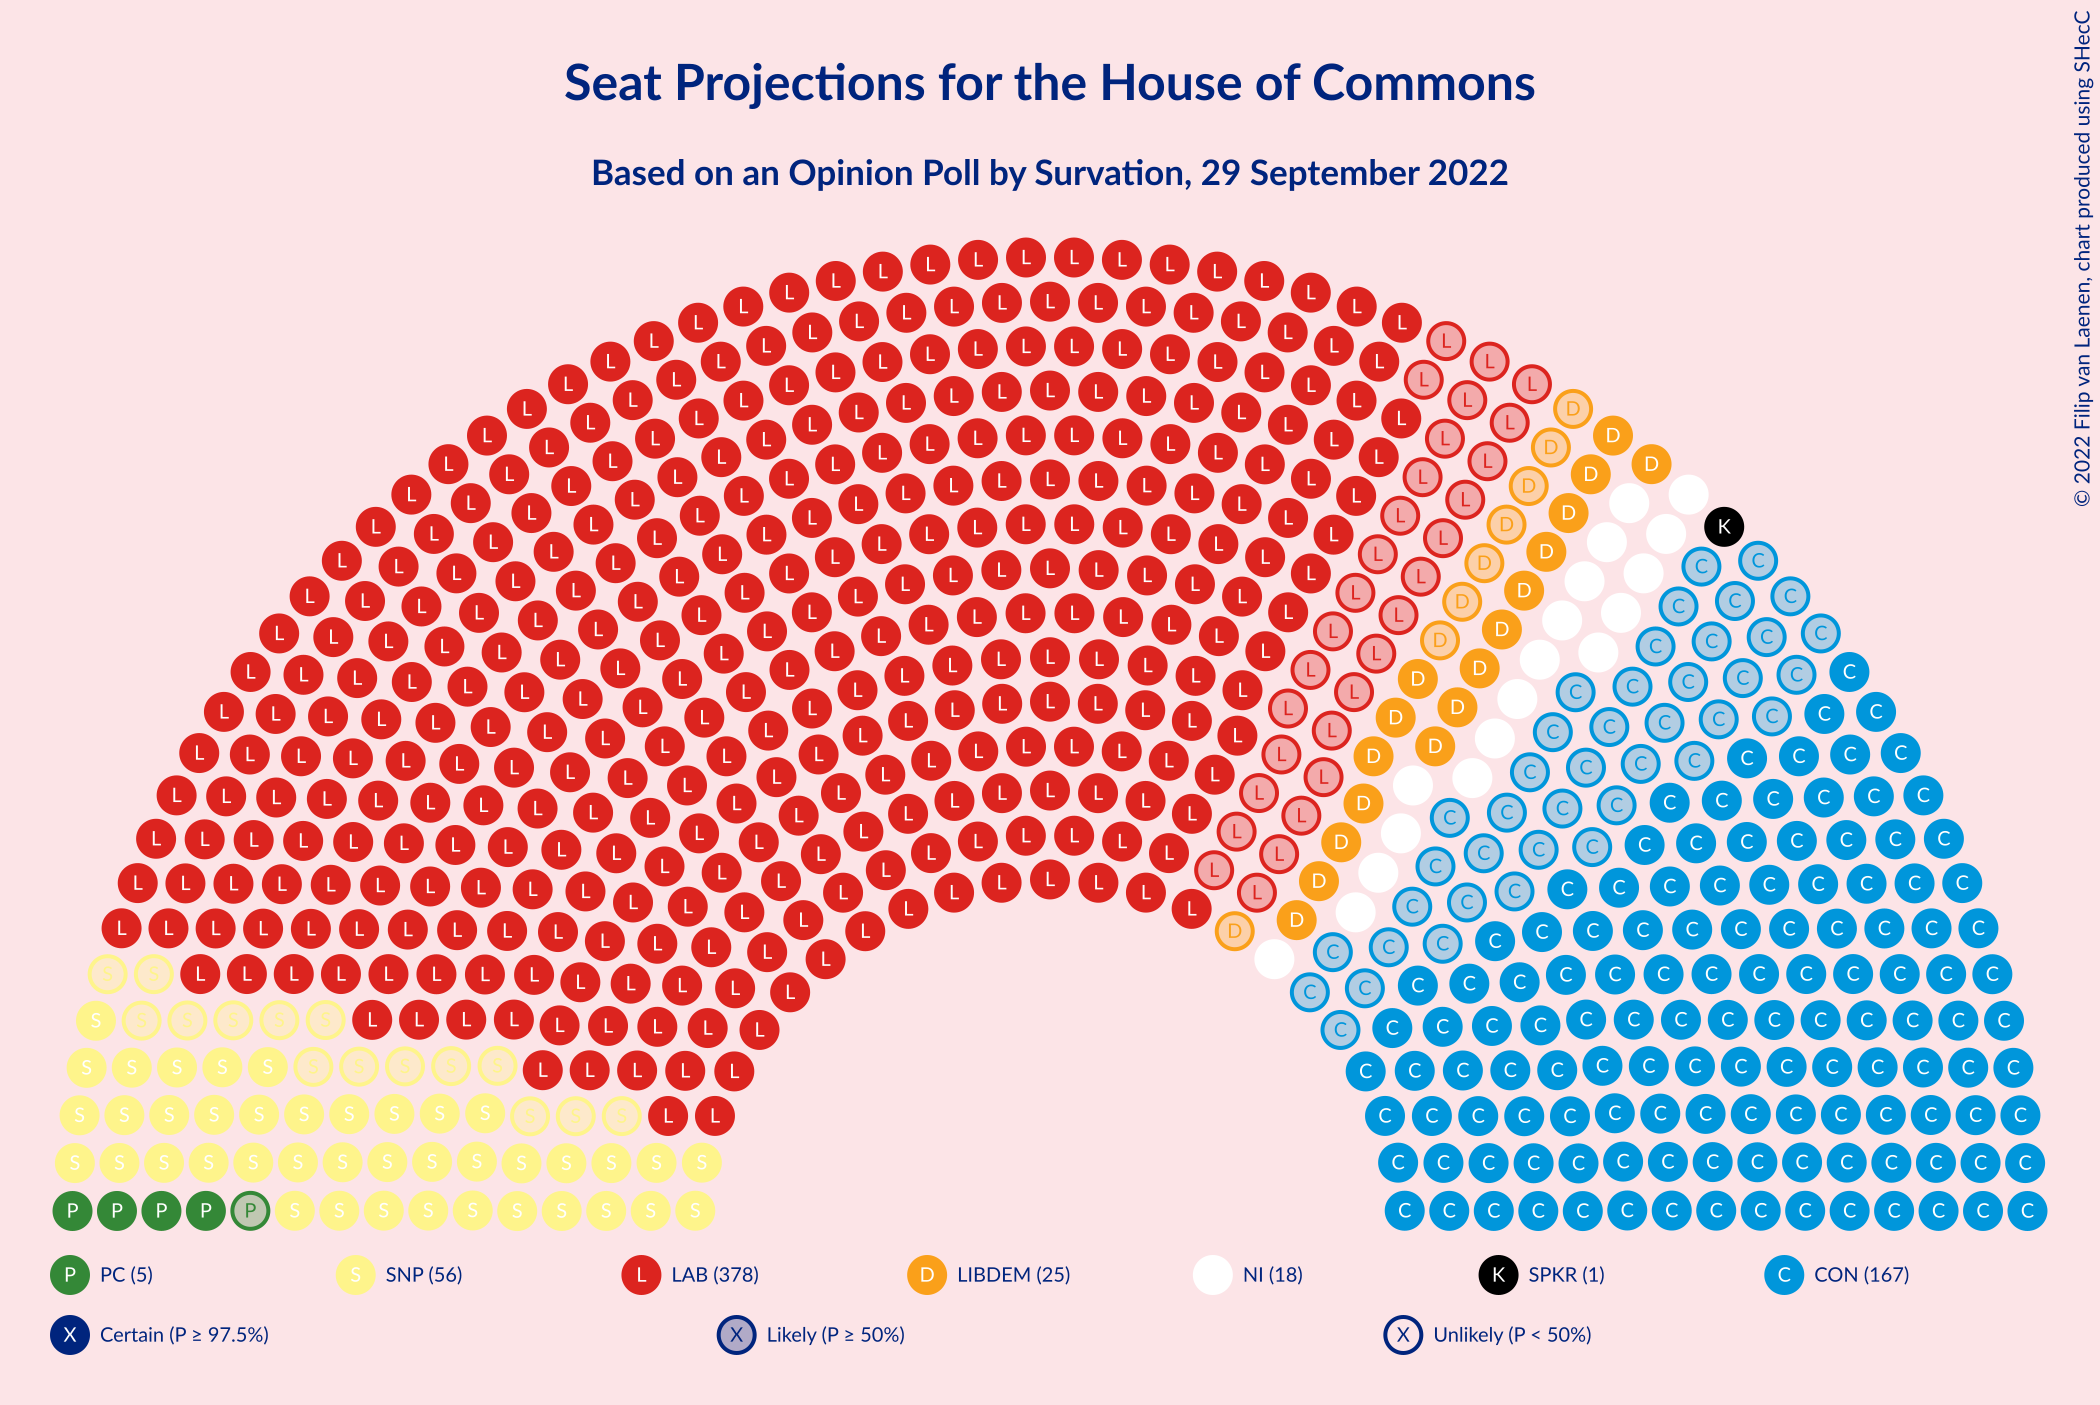 Seat Projections for the House of Commons
Based on an Opinion Poll by Survation, 29 September 2022
© 2022 Filip van Laenen, chart produced using SHecC
P PC (5) S SNP (56) L LAB (378) D LIBDEM (25) NI (18) K SPKR (1) C CON (167)
X Certain (P ≥ 97.5%) X Likely (P ≥ 50%) X Unlikely (P < 50%)